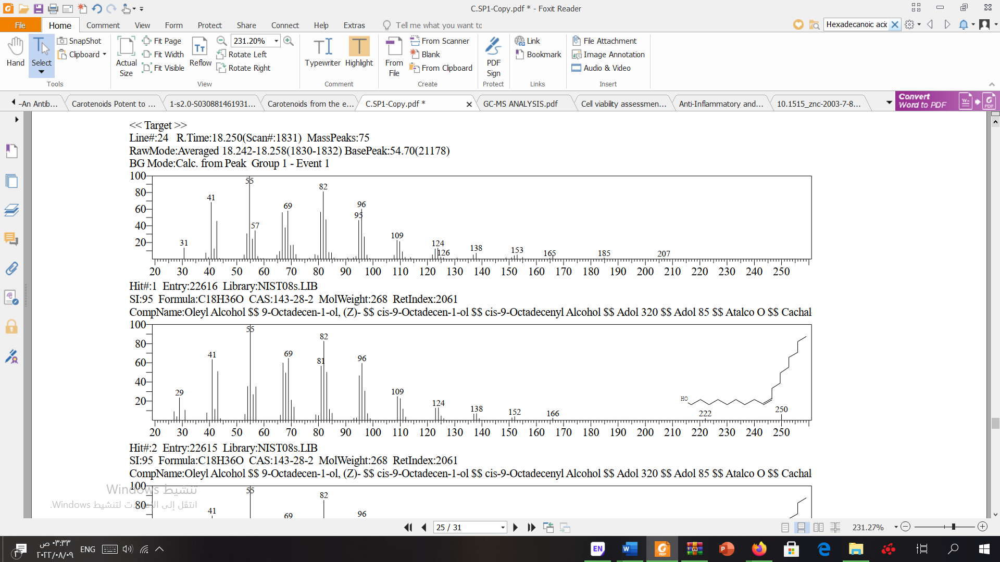 C.SP1-Copy.pdf * - Foxit Reader
File Home Comment View Form Protect Share Connect Help Extras Tell me what you want to
Hexadecanoic acid
Hand
Select
SnapShot
Clipboard
Tools
Actual Size
Fit Page
Fit Width
Fit Visible
Reflow
231.20%
Rotate Left
Rotate Right
View
Typewriter
Highlight
Comment
From File
From Scanner
Blank
From Clipboard
Create
PDF Sign
Protect
Link
Bookmark
Links
File Attachment
Image Annotation
Audio & Video
Insert
–An Antib... Carotenoids Potent to ... 1-s2.0-S030881461931... Carotenoids from the e... C.SP1-Copy.pdf * GC-MS ANALYSIS.pdf Cell viability assessmen... Anti-Inflammatory and... 10.1515_znc-2003-7-8...
Convert
Word to PDF
<< Target >>
Line#:24 R.Time:18.250(Scan#:1831) MassPeaks:75
RawMode:Averaged 18.242-18.258(1830-1832) BasePeak:54.70(21178)
BG Mode:Calc. from Peak Group 1 - Event 1
100
80
60
40
20
31 41 55 57 69 82 95 96 109 124 126 138 153 165 185 207
20 30 40 50 60 70 80 90 100 110 120 130 140 150 160 170 180 190 200 210 220 230 240 250
Hit#:1 Entry:22616 Library:NIST08s.LIB
SI:95 Formula:C18H36O CAS:143-28-2 MolWeight:268 RetIndex:2061
CompName:Oleyl Alcohol $$ 9-Octadecen-1-ol, (Z)- $$ cis-9-Octadecen-1-ol $$ cis-9-Octadecenyl Alcohol $$ Adol 320 $$ Adol 85 $$ Atalco O $$ Cachal
100
80
60
40
20
29 41 55 69 81 82 96 109 124 138 152 166 222 250
HO
20 30 40 50 60 70 80 90 100 110 120 130 140 150 160 170 180 190 200 210 220 230 240 250
Hit#:2 Entry:22615 Library:NIST08s.LIB
SI:95 Formula:C18H36O CAS:143-28-2 MolWeight:268 RetIndex:2061
CompName:Oleyl Alcohol $$ 9-Octadecen-1-ol, (Z)- $$ cis-9-Octadecen-1-ol $$ cis-9-Octadecenyl Alcohol $$ Adol 320 $$ Adol 85 $$ Atalco O $$ Cachal
100
80
41 55 69 82 96
تنشيط Windows
انتقل إلى الإعدادات لتنشيط Windows.
25 / 31
231.27%
٠٣:٣٣ ص
٢٠٢٢/٠٨/٠٩
ENG
EN